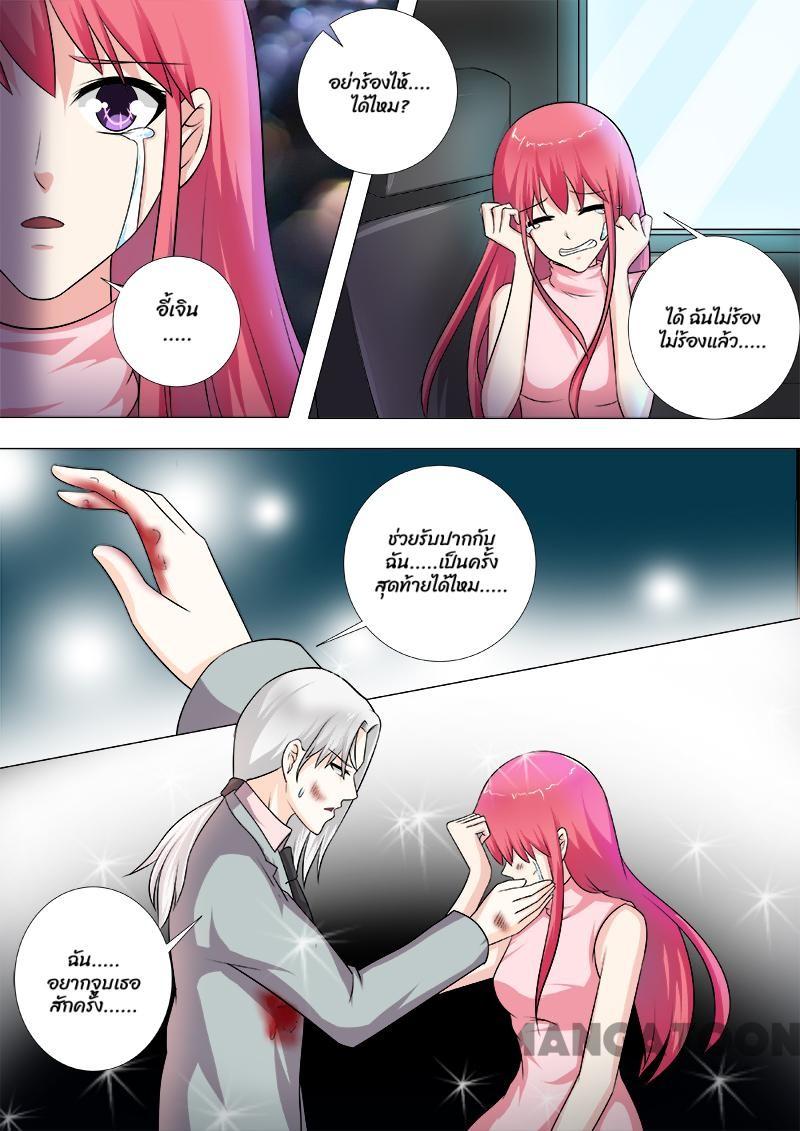 อี้เจิน
.....
อย่าร้องไห้....
ได้ไหม?
ได้ ฉันไม่ร้อง
ไม่ร้องแล้ว.....
ช่วยรับปากกับ
ฉัน.....เป็นครั้ง
สุดท้ายได้ไหม.....
ฉัน.....
อยากจูบเธอ
สักครั้ง......
MANGATOON